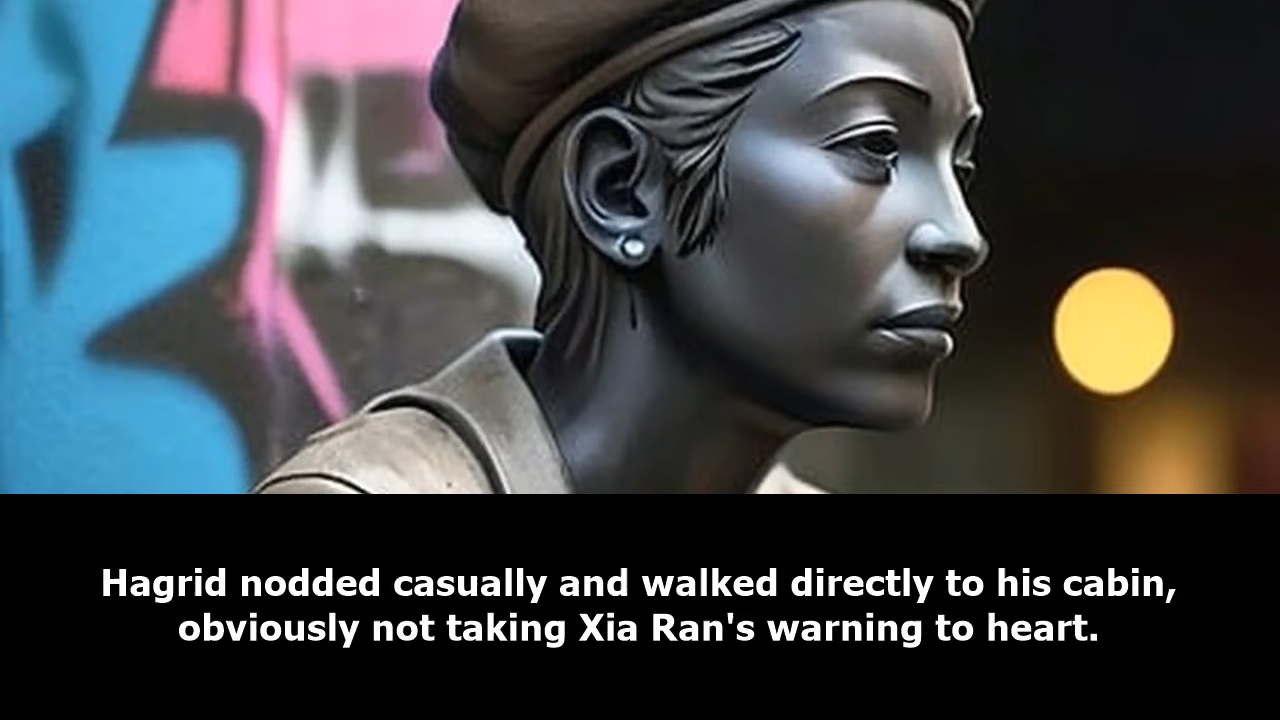 Hagrid nodded casually and walked directly to his cabin,
obviously not taking Xia Ran's warning to heart.